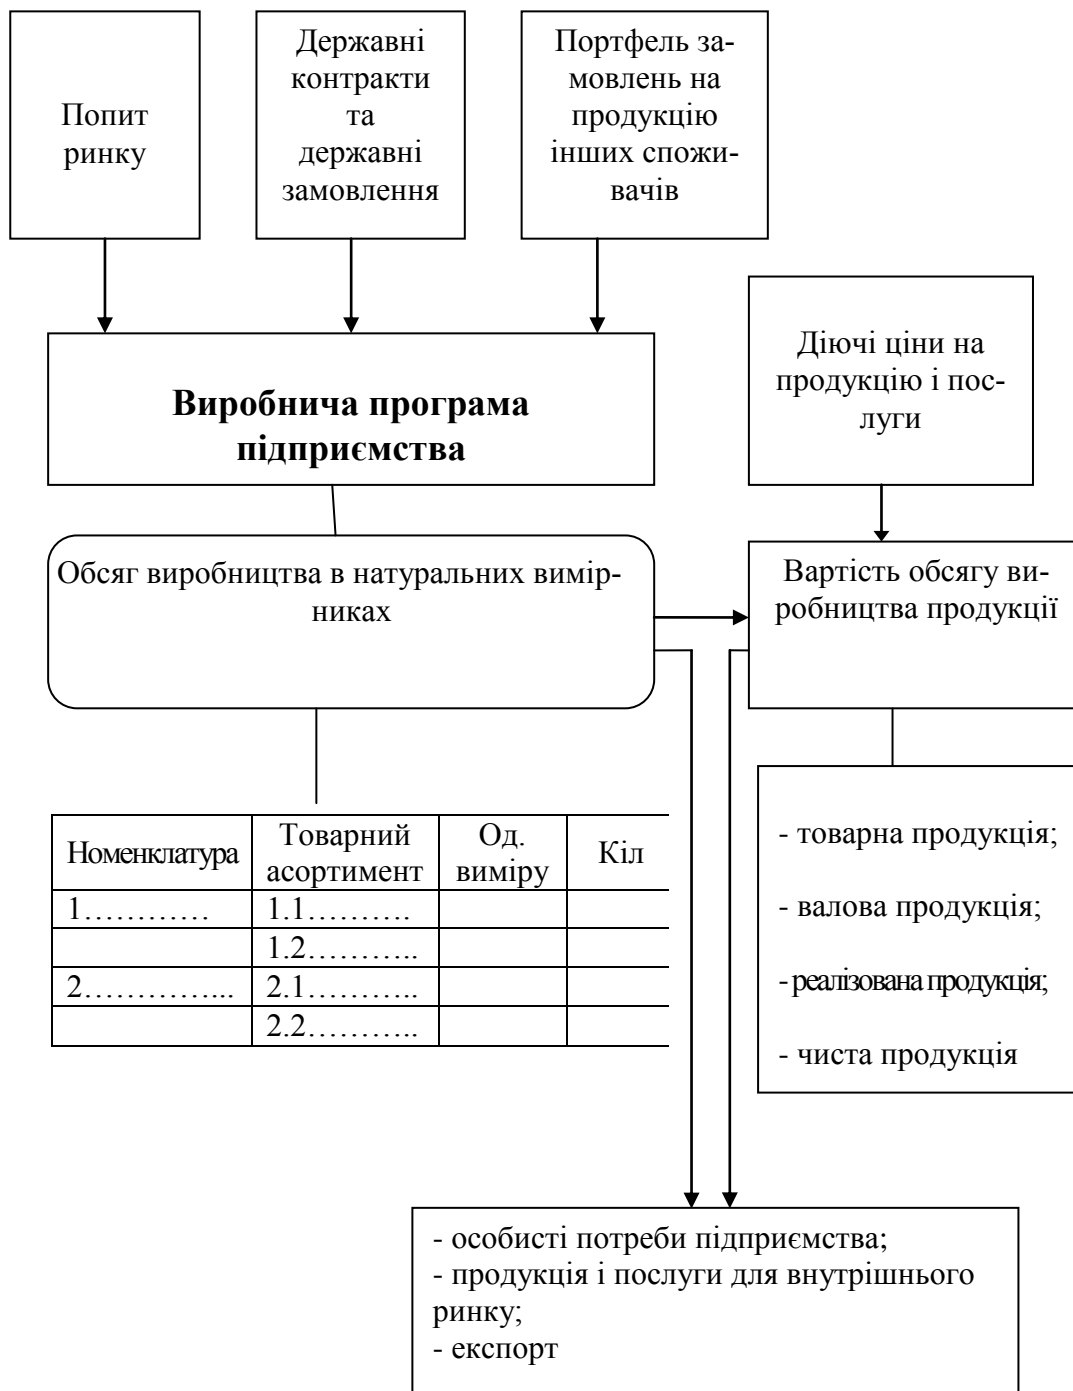 Попит
ринку
Державні
контракти
та
державні
замовлення
Портфель за-
мовлень на
продукцію
інших спожи-
вачів
Діючі ціни на
продукцію і пос-
луги
Виробнича програма
підприємства
Обсяг виробництва в натуральних вимір-
никах
Вартість обсягу ви-
робництва продукції
Номенклатура Товарний асортимент Од. виміру Кіл
1………… 1.1……….
1.2………..
2…………... 2.1………..
2.2………..
- товарна продукція;
- валова продукція;
- реалізована продукція;
- чиста продукція
- особисті потреби підприємства;
- продукція і послуги для внутрішнього
ринку;
- експорт